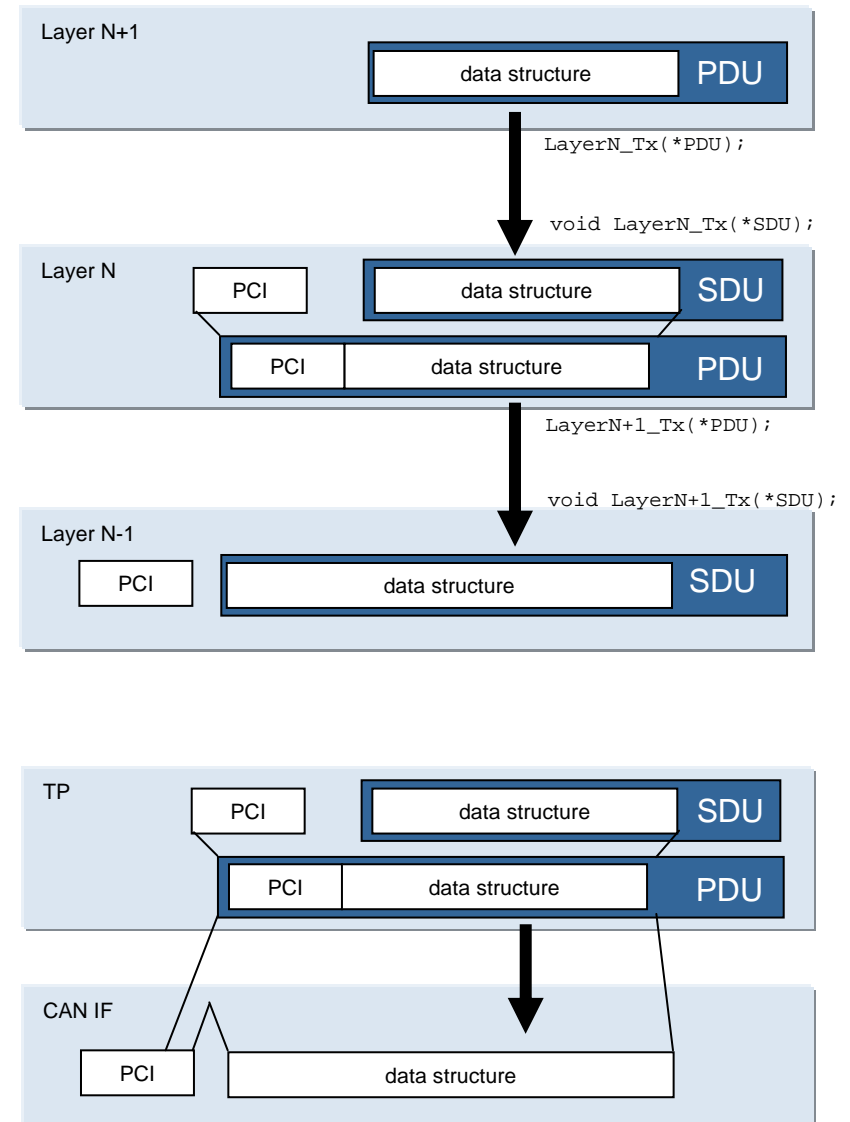 Layer N+1
data structure PDU
LayerN_Tx(*PDU);
void LayerN_Tx(*SDU);
Layer N
PCI data structure SDU
PCI data structure PDU
LayerN+1_Tx(*PDU);
void LayerN+1_Tx(*SDU);
Layer N-1
PCI data structure SDU
TP
PCI data structure SDU
PCI data structure PDU
CAN IF
PCI data structure